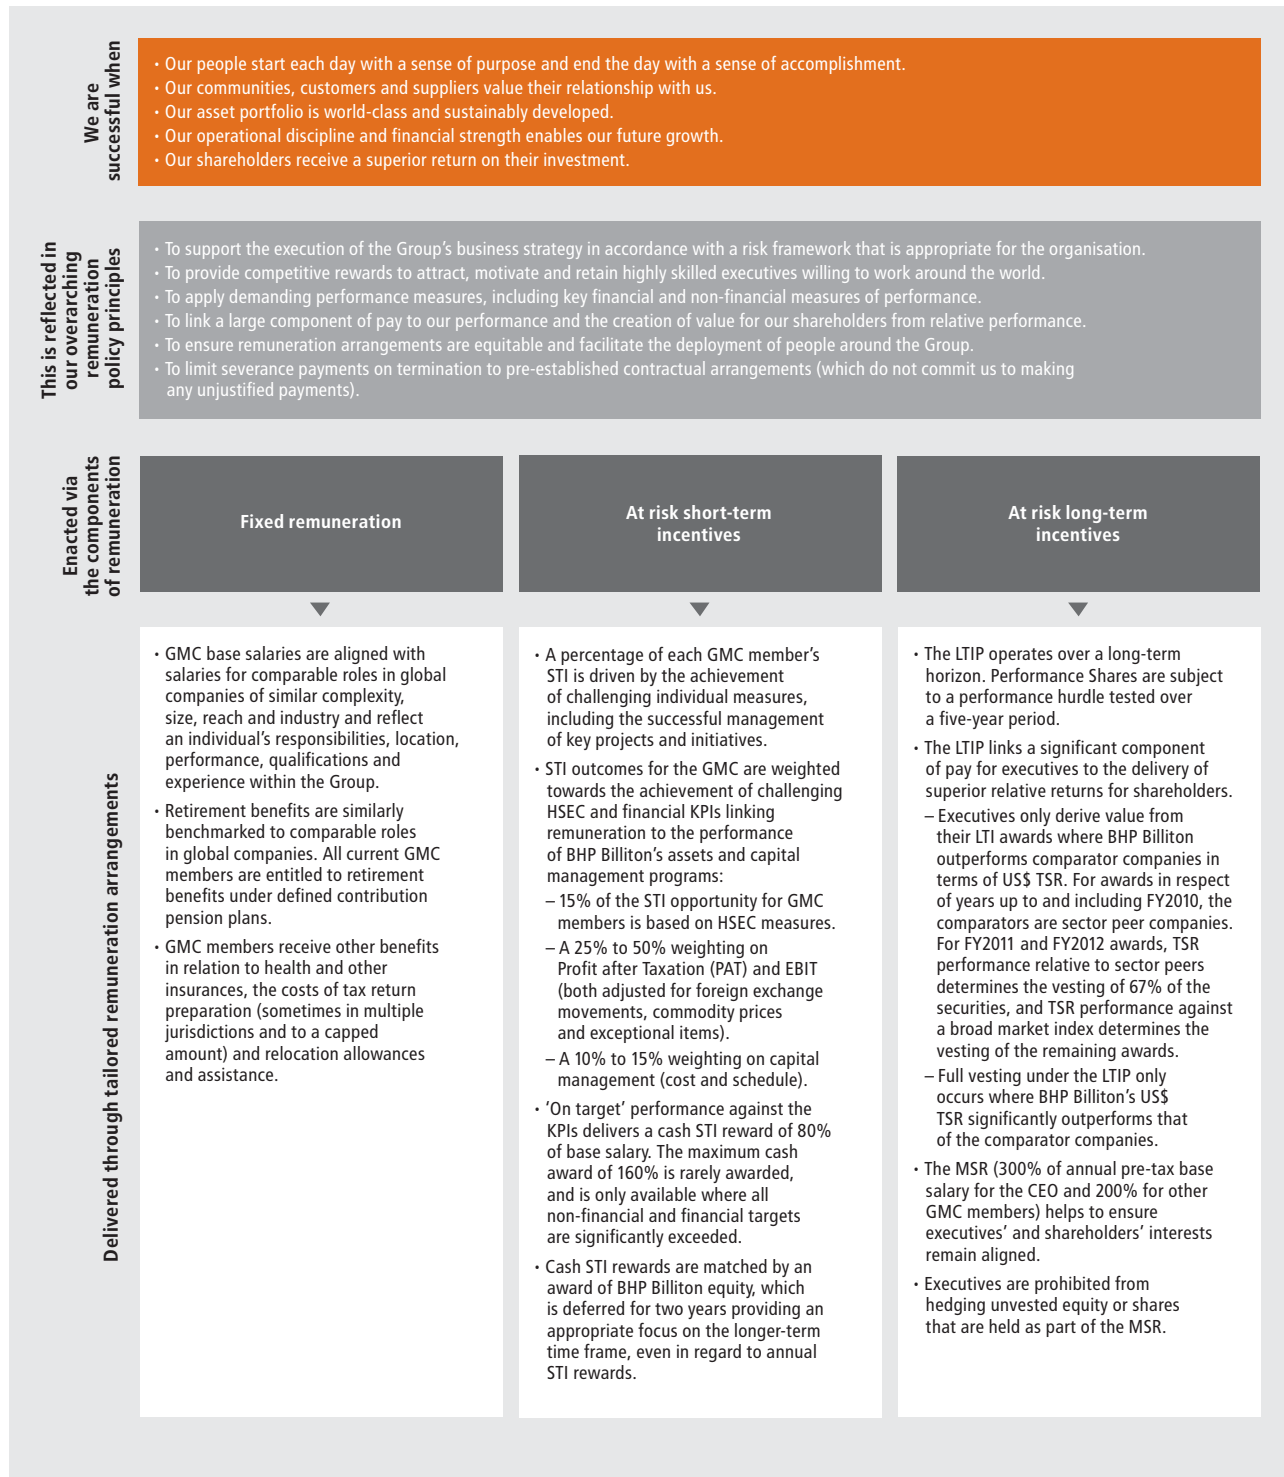 We are
successful when
· Our people start each day with a sense of purpose and end the day with a sense of accomplishment.
· Our communities, customers and suppliers value their relationship with us.
· Our asset portfolio is world-class and sustainably developed.
· Our operational discipline and financial strength enables our future growth.
· Our shareholders receive a superior return on their investment.
This is reflected in
our overarching
remuneration
policy principles
· To support the execution of the Group’s business strategy in accordance with a risk framework that is appropriate for the organisation.
· To provide competitive rewards to attract, motivate and retain highly skilled executives willing to work around the world.
· To apply demanding performance measures, including key financial and non-financial measures of performance.
· To link a large component of pay to our performance and the creation of value for our shareholders from relative performance.
· To ensure remuneration arrangements are equitable and facilitate the deployment of people around the Group.
· To limit severance payments on termination to pre-established contractual arrangements (which do not commit us to making
any unjustified payments).
Enacted via
the components
of remuneration
Fixed remuneration
At risk short-term
incentives
At risk long-term
incentives
Delivered through tailored remuneration arrangements
· GMC base salaries are aligned with
salaries for comparable roles in global
companies of similar complexity,
size, reach and industry and reflect
an individual’s responsibilities, location,
performance, qualifications and
experience within the Group.
· Retirement benefits are similarly
benchmarked to comparable roles
in global companies. All current GMC
members are entitled to retirement
benefits under defined contribution
pension plans.
· GMC members receive other benefits
in relation to health and other
insurances, the costs of tax return
preparation (sometimes in multiple
jurisdictions and to a capped
amount) and relocation allowances
and assistance.
· A percentage of each GMC member’s
STI is driven by the achievement
of challenging individual measures,
including the successful management
of key projects and initiatives.
· STI outcomes for the GMC are weighted
towards the achievement of challenging
HSEC and financial KPIs linking
remuneration to the performance
of BHP Billiton’s assets and capital
management programs:
– 15% of the STI opportunity for GMC
members is based on HSEC measures.
– A 25% to 50% weighting on
Profit after Taxation (PAT) and EBIT
(both adjusted for foreign exchange
movements, commodity prices
and exceptional items).
– A 10% to 15% weighting on capital
management (cost and schedule).
· ‘On target’ performance against the
KPIs delivers a cash STI reward of 80%
of base salary. The maximum cash
award of 160% is rarely awarded,
and is only available where all
non-financial and financial targets
are significantly exceeded.
· Cash STI rewards are matched by an
award of BHP Billiton equity, which
is deferred for two years providing an
appropriate focus on the longer-term
time frame, even in regard to annual
STI rewards.
· The LTIP operates over a long-term
horizon. Performance Shares are subject
to a performance hurdle tested over
a five-year period.
· The LTIP links a significant component
of pay for executives to the delivery of
superior relative returns for shareholders.
– Executives only derive value from
their LTI awards where BHP Billiton
outperforms comparator companies in
terms of US$ TSR. For awards in respect
of years up to and including FY2010, the
comparators are sector peer companies.
For FY2011 and FY2012 awards, TSR
performance relative to sector peers
determines the vesting of 67% of the
securities, and TSR performance against
a broad market index determines the
vesting of the remaining awards.
– Full vesting under the LTIP only
occurs where BHP Billiton’s US$
TSR significantly outperforms that
of the comparator companies.
· The MSR (300% of annual pre-tax base
salary for the CEO and 200% for other
GMC members) helps to ensure
executives’ and shareholders’ interests
remain aligned.
· Executives are prohibited from
hedging unvested equity or shares
that are held as part of the MSR.